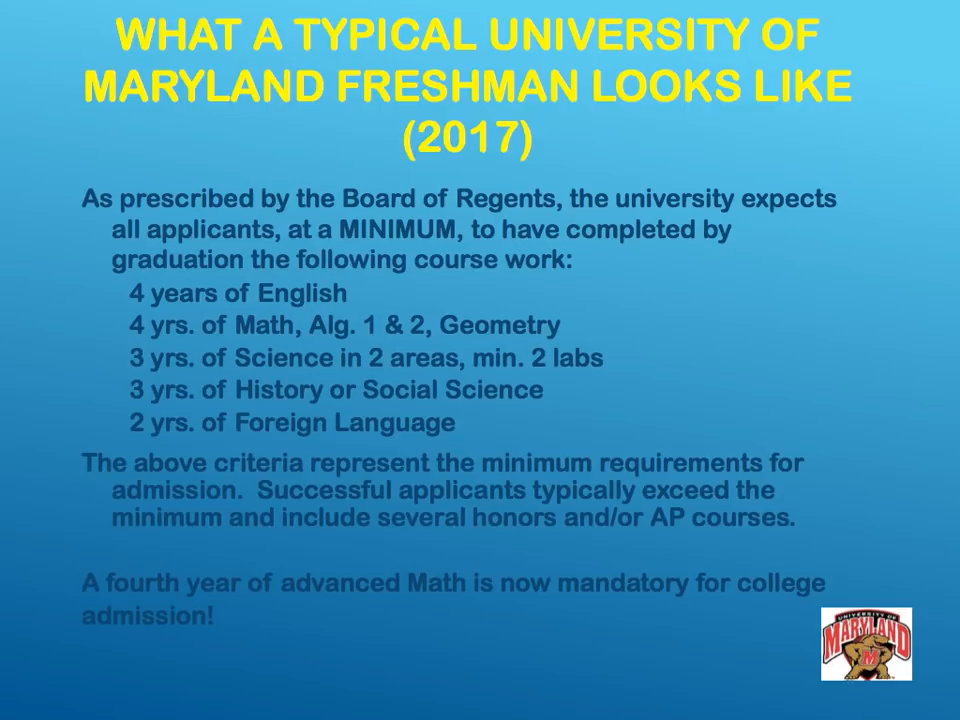 WHAT A TYPICAL UNIVERSITY OF
MARYLAND FRESHMAN LOOKS LIKE
(2017)
As prescribed by the Board of Regents, the university expects
all applicants, at a MINIMUM, to have completed by
graduation the following course work:
4 years of English
4 yrs. of Math, Alg. 1 & 2, Geometry
3 yrs. of Science in 2 areas, min. 2 labs
3 yrs. of History or Social Science
2 yrs. of Foreign Language
The above criteria represent the minimum requirements for
admission.  Successful applicants typically exceed the
minimum and include several honors and/or AP courses.
A fourth year of advanced Math is now mandatory for college
admission!
UNIVERSITY OF
MARYLAND
M